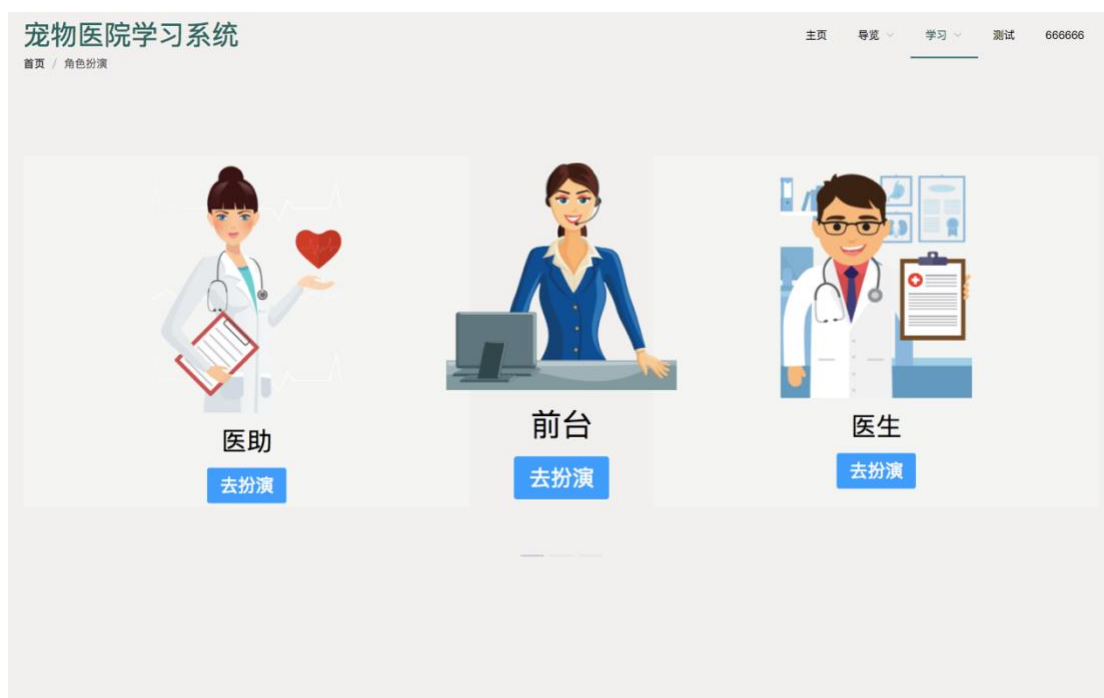 宠物医院学习系统
主页 导览 学习 测试 666666
首页 / 角色扮演
医助
去扮演
前台
去扮演
医生
去扮演